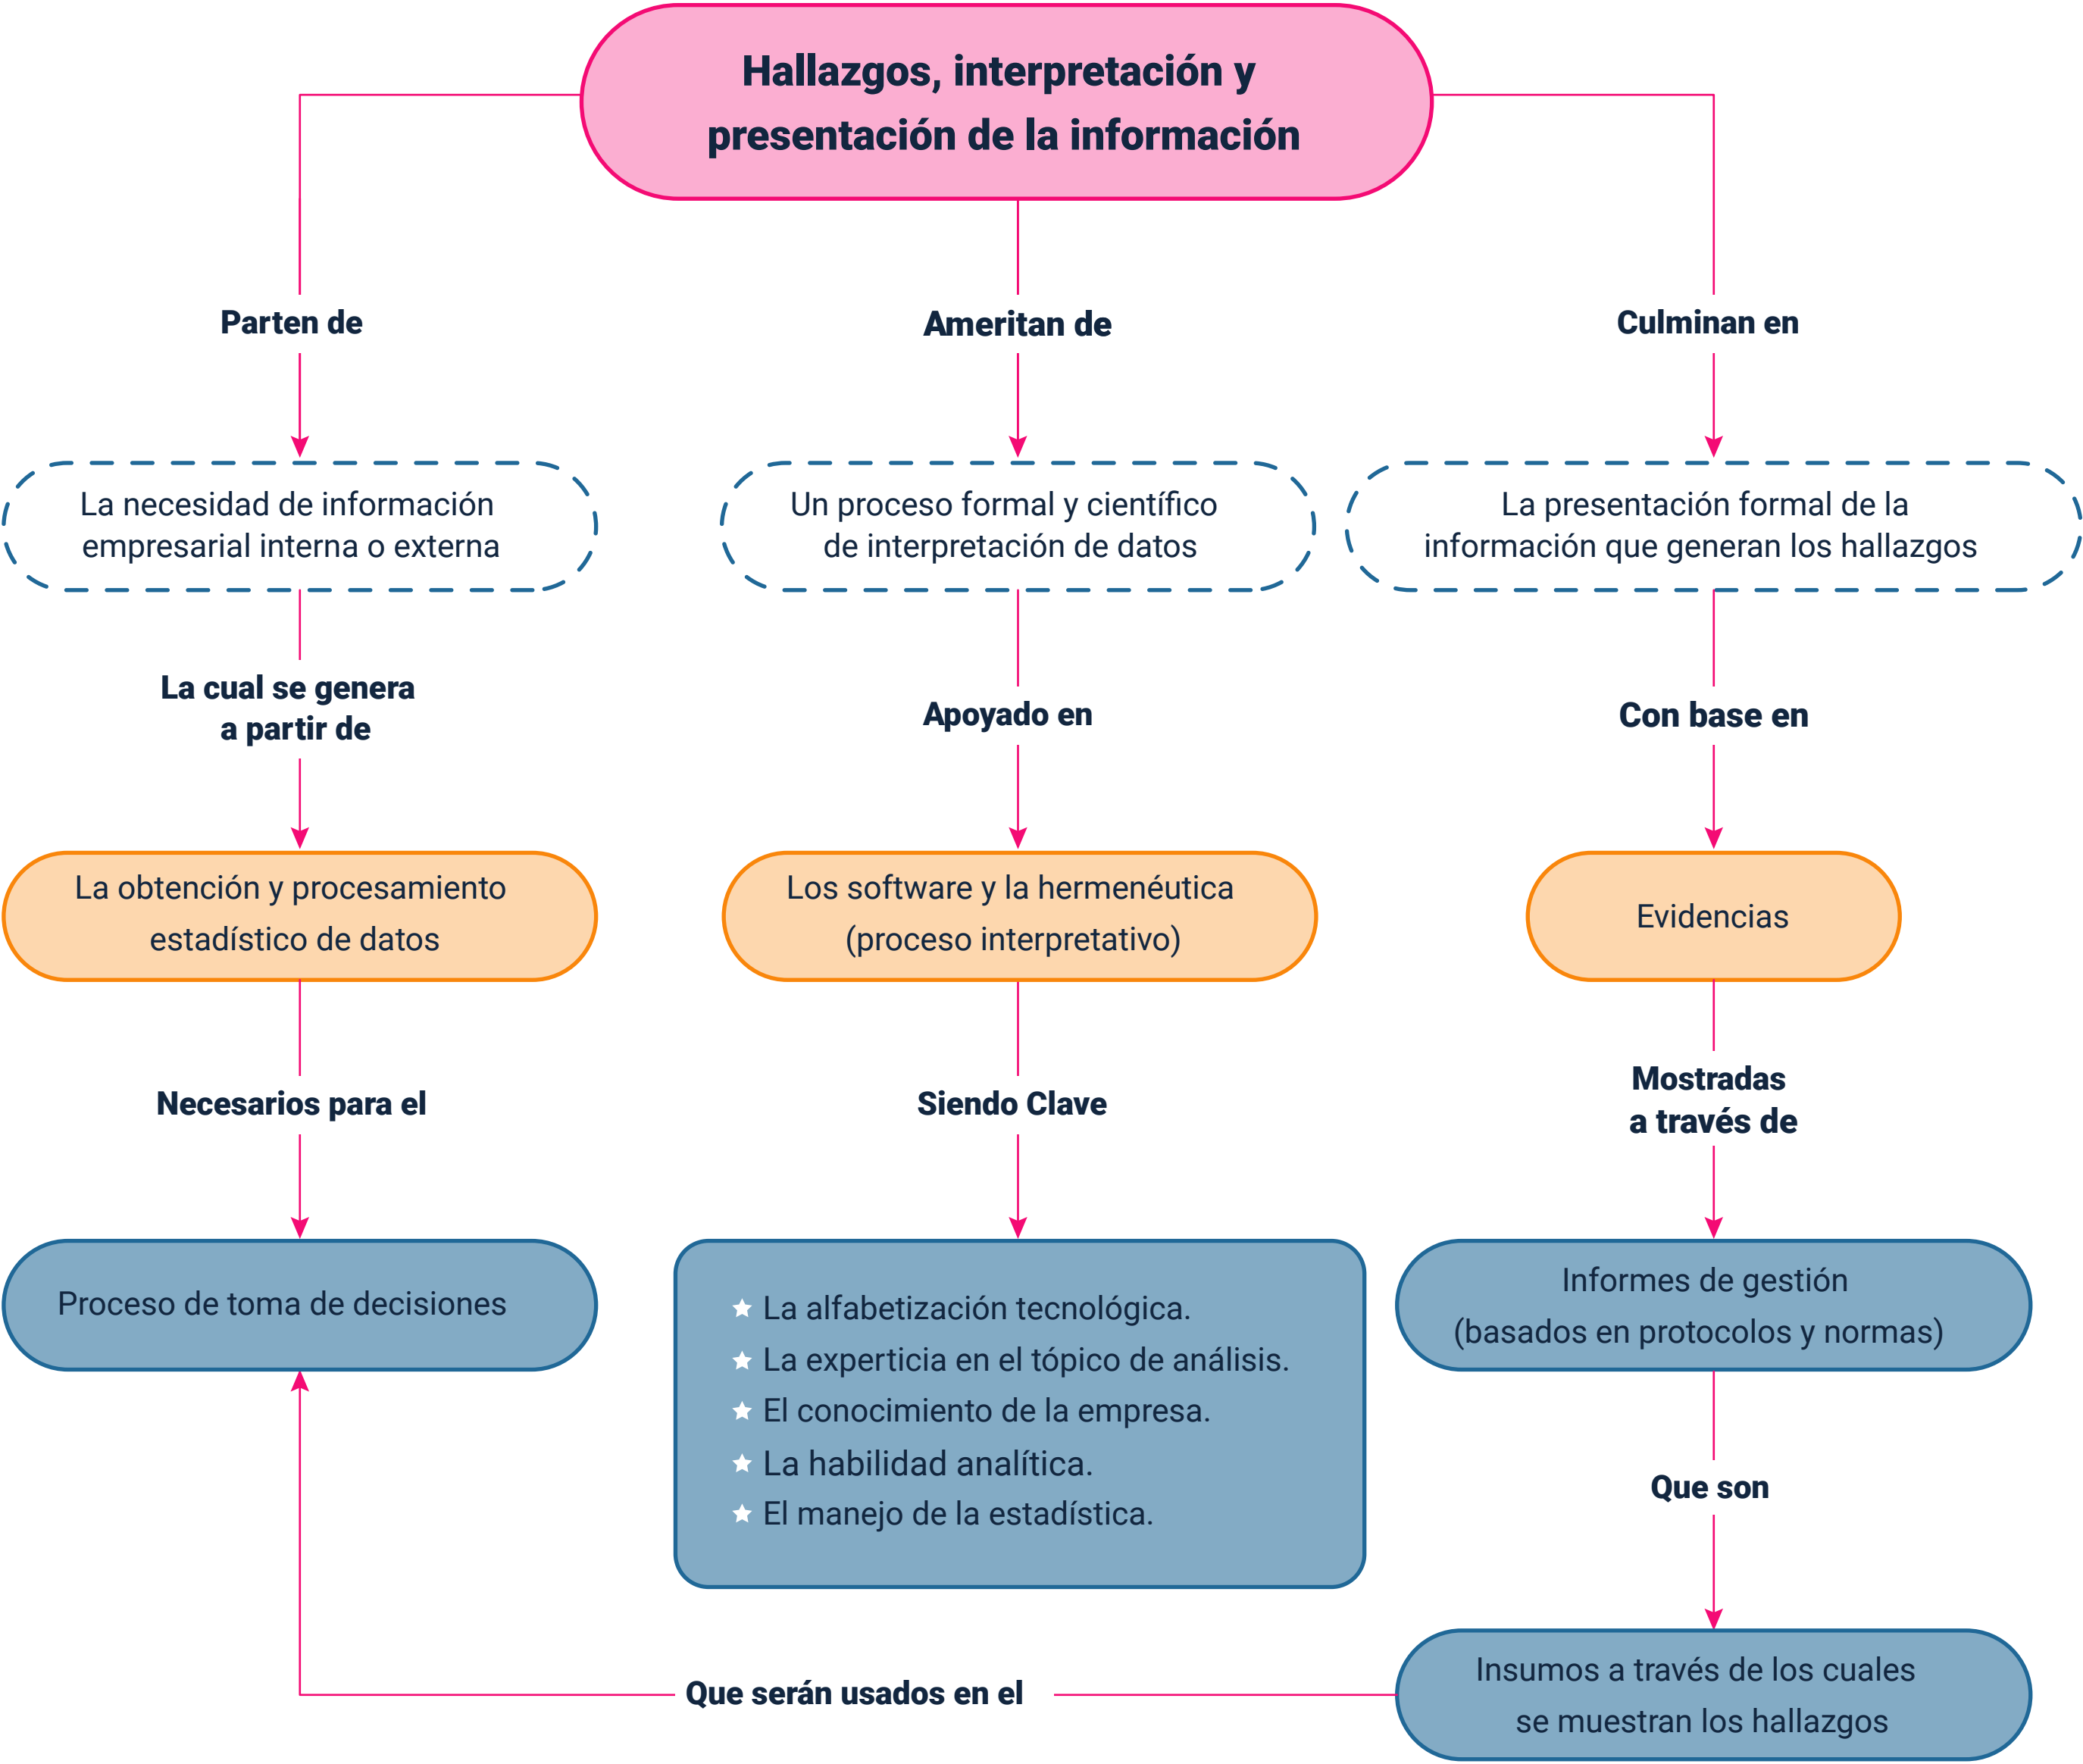 Hallazgos, interpretación y
presentación de la información
Parten de
Ameritan de
Culminan en
La necesidad de información
empresarial interna o externa
Un proceso formal y científico
de interpretación de datos
La presentación formal de la
información que generan los hallazgos
La cual se genera
a partir de
Apoyado en
Con base en
La obtención y procesamiento
estadístico de datos
Los software y la hermenéutica
(proceso interpretativo)
Evidencias
Necesarios para el
Siendo Clave
Mostradas
a través de
Proceso de toma de decisiones
La alfabetización tecnológica.
La experticia en el tópico de análisis.
El conocimiento de la empresa.
La habilidad analítica.
El manejo de la estadística.
Informes de gestión
(basados en protocolos y normas)
Que son
Insumos a través de los cuales
se muestran los hallazgos
Que serán usados en el